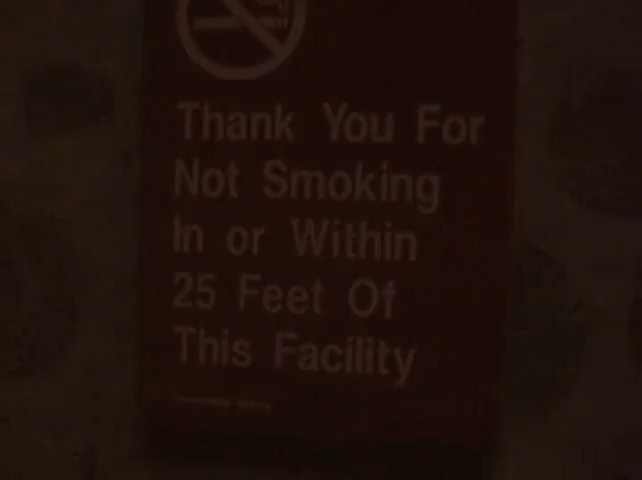 Thank You For
Not Smoking
In or Within
25 Feet Of
This Facility